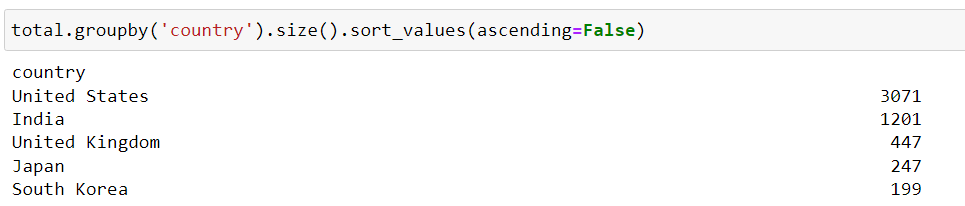 total.groupby('country').size().sort_values(ascending=False)
country
United States 3071
India 1201
United Kingdom 447
Japan 247
South Korea 199